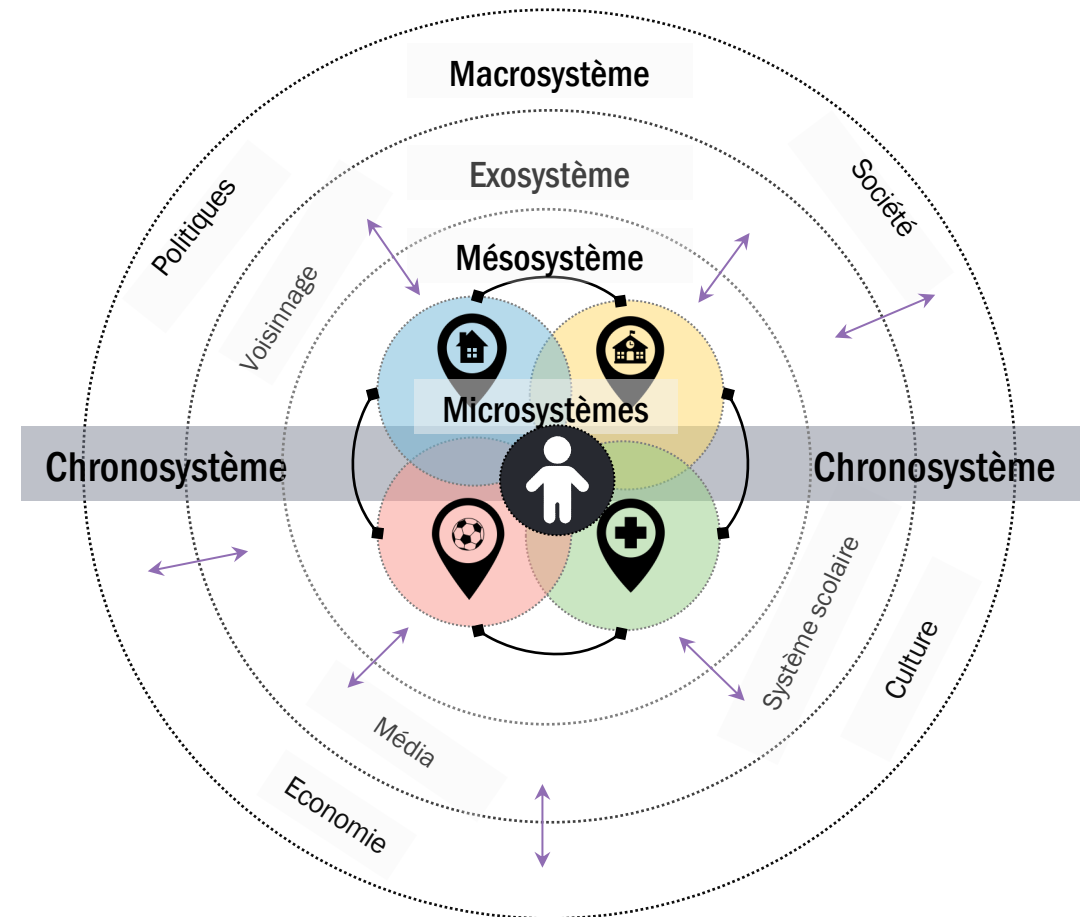 Macrosystème
Exosystème
Mésosystème
Politiques
Société
Voisinnage
Microsystèmes
Chronosystème
Chronosystème
Système scolaire
Culture
Média
Economie